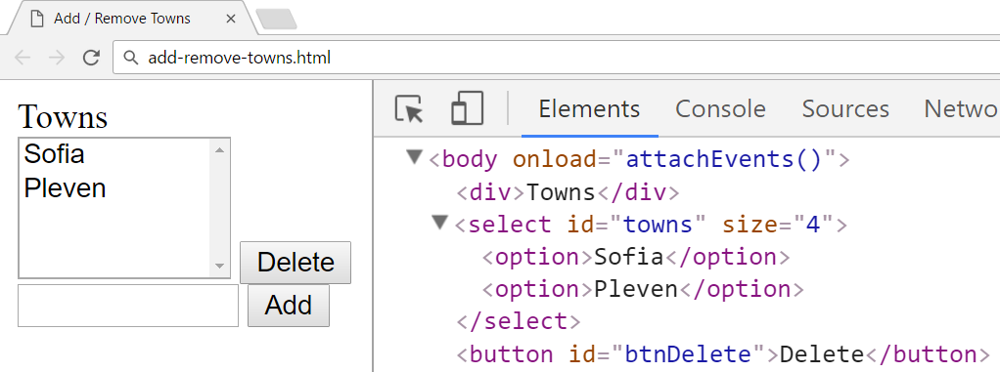 Add / Remove Towns
add-remove-towns.html
Towns
Sofia
Pleven
Delete
Add
Elements Console Sources Netwo
<body onload="attachEvents()">
<div>Towns</div>
<select id="towns" size="4">
<option>Sofia</option>
<option>Pleven</option>
</select>
<button id="btnDelete">Delete</button>